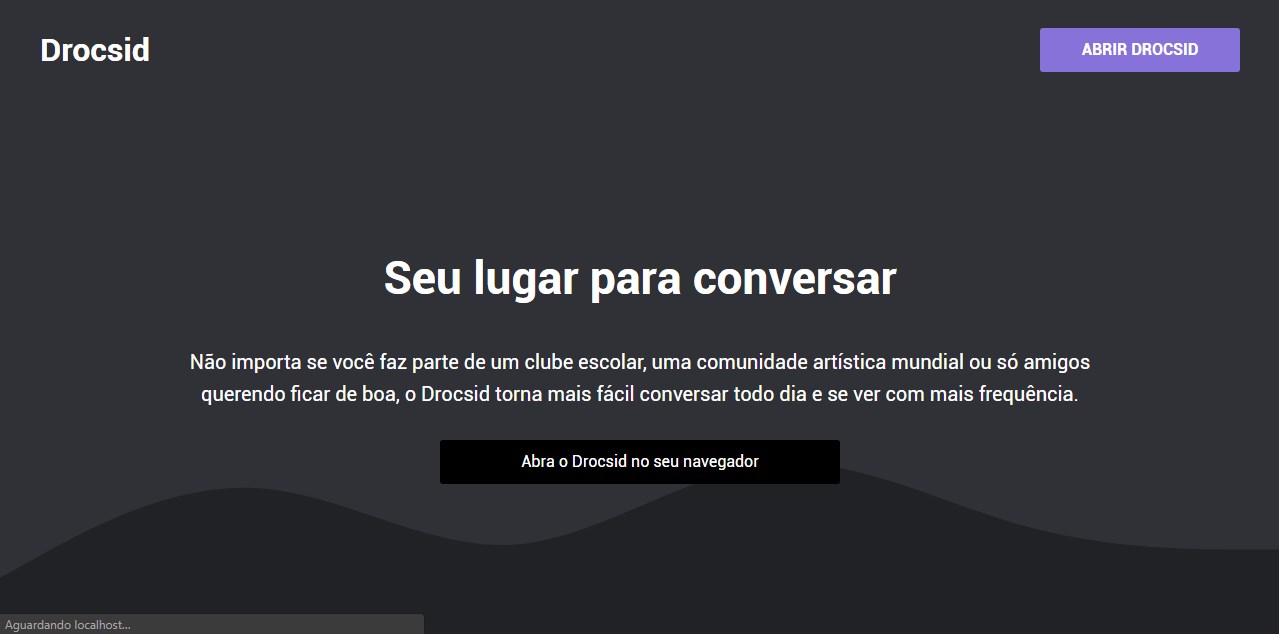 Drocsid
ABRIR DROCSID
Seu lugar para conversar
Não importa se você faz parte de um clube escolar, uma comunidade artística mundial ou só amigos
querendo ficar de boa, o Drocsid torna mais fácil conversar todo dia e se ver com mais frequência.
Abra o Drocsid no seu navegador
Aguardando localhost...